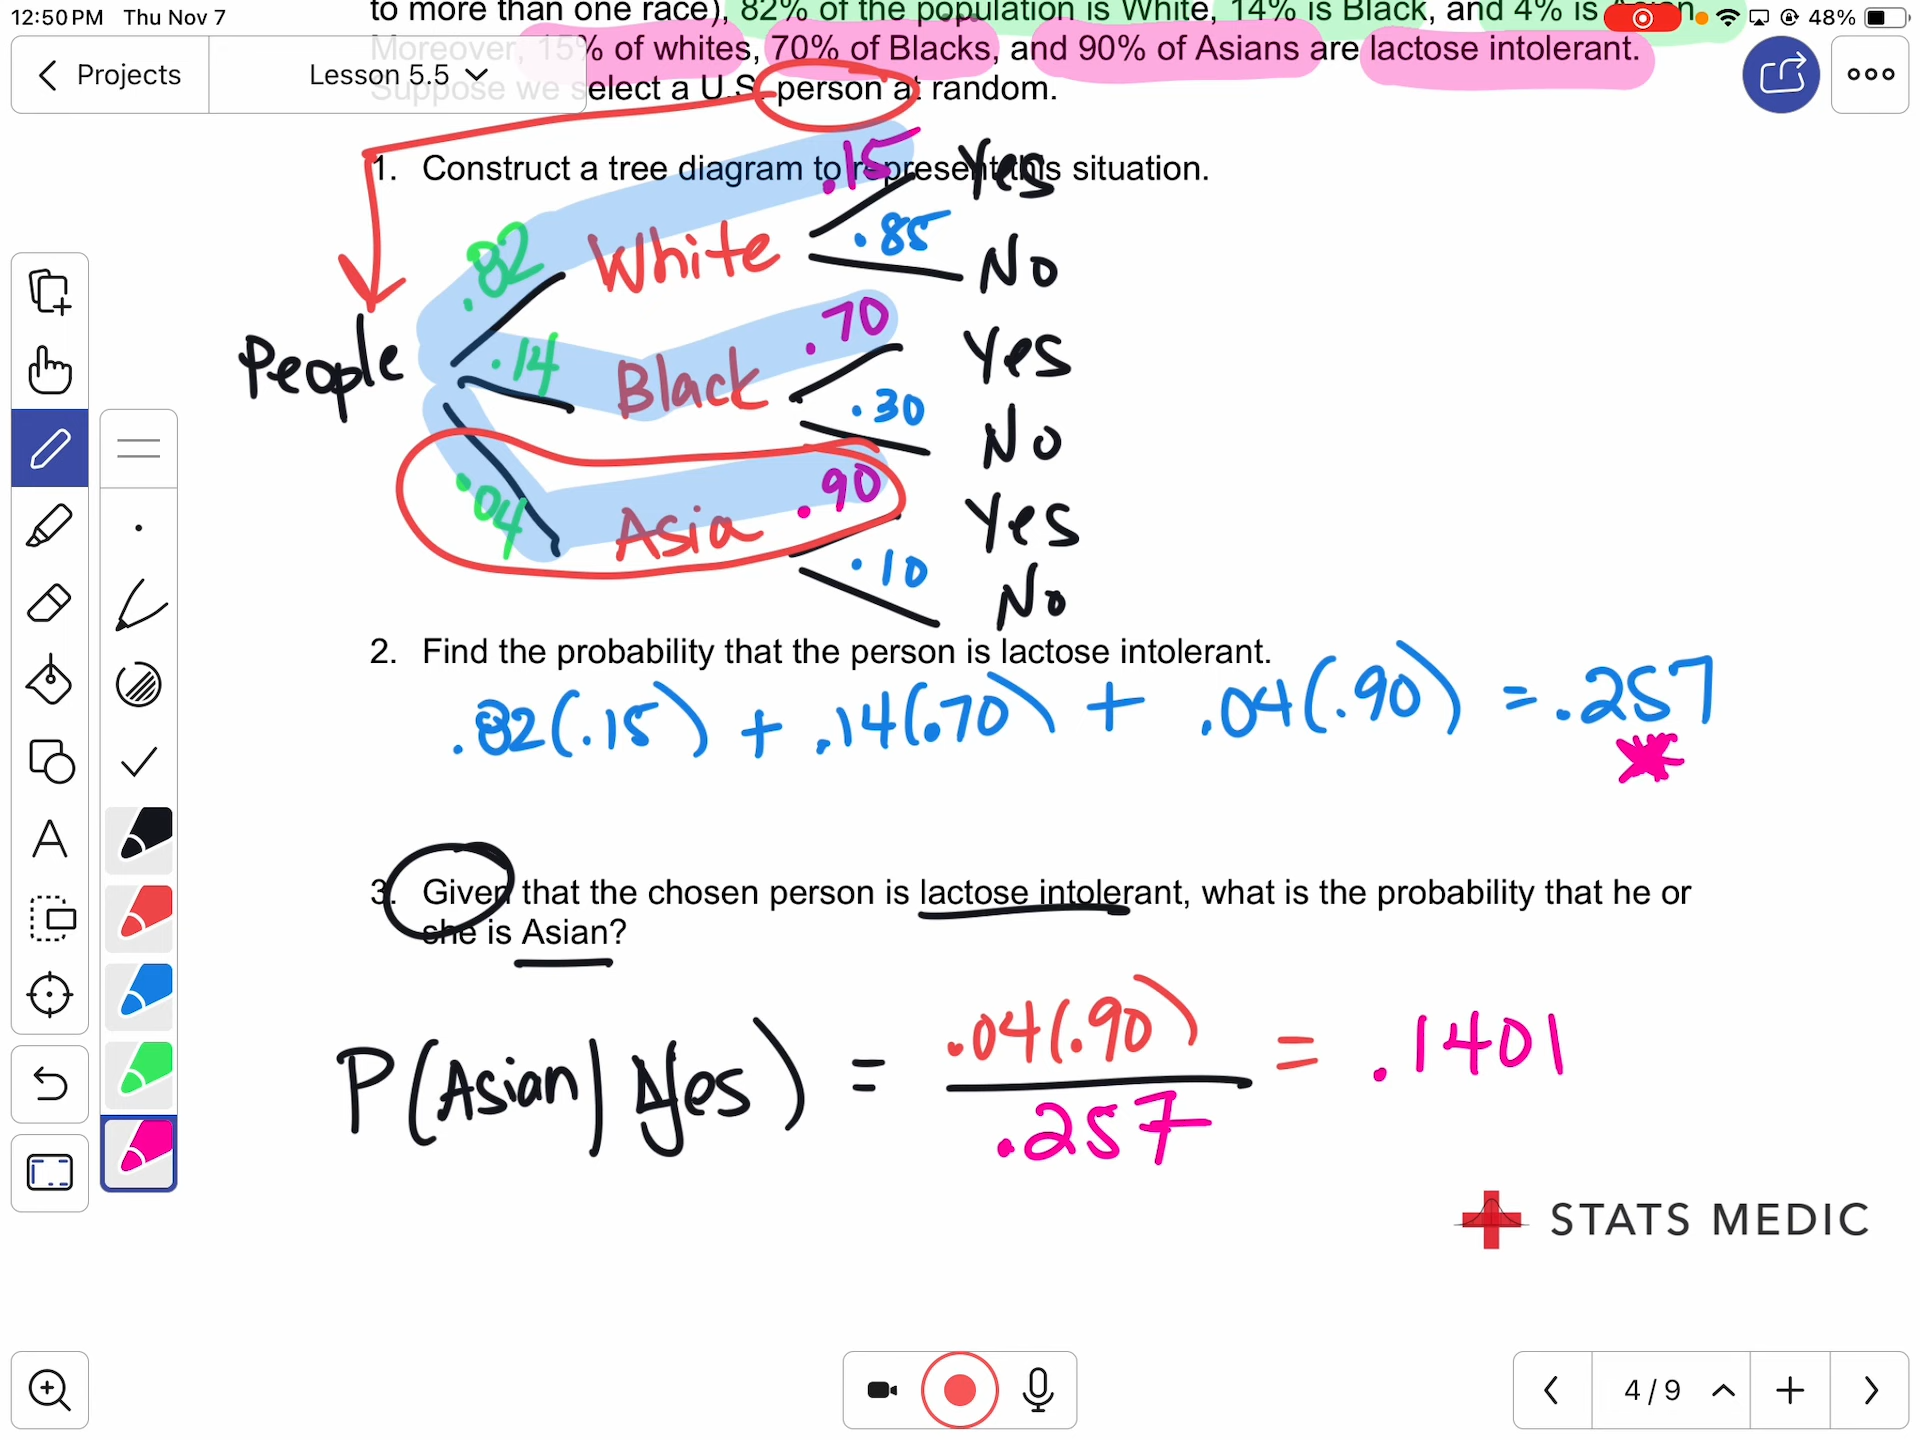 12:50 PM Thu Nov 7
48%
to more than one race), 82% of the population is White, 14% is Black, and 4% is
Moreover, 15% of whites, 70% of Blacks, and 90% of Asians are lactose intolerant.
Projects
Lesson 5.5
Suppose we select a U.S. person at random.
1. Construct a tree diagram to represent this situation.
.15 Yes
.82 White .85 No
People .14 Black .70 Yes
.30 No
.04 Asia .90 Yes
.10 No
2. Find the probability that the person is lactose intolerant.
.82(.15) + .14(.70) + .04(.90) = .257
3. Given that the chosen person is lactose intolerant, what is the probability that he or
she is Asian?
P(Asian | Yes) = .04(.90) / .257 = .1401
A
STATS MEDIC
4 / 9